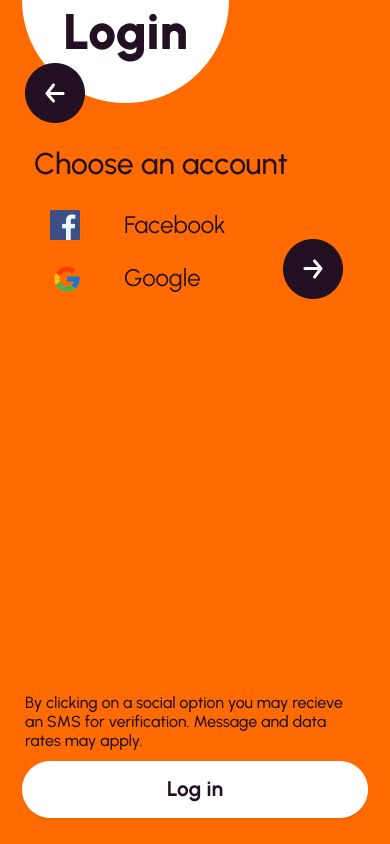 Login
Choose an account
Facebook
Google
By clicking on a social option you may recieve
an SMS for verification. Message and data
rates may apply.
Log in